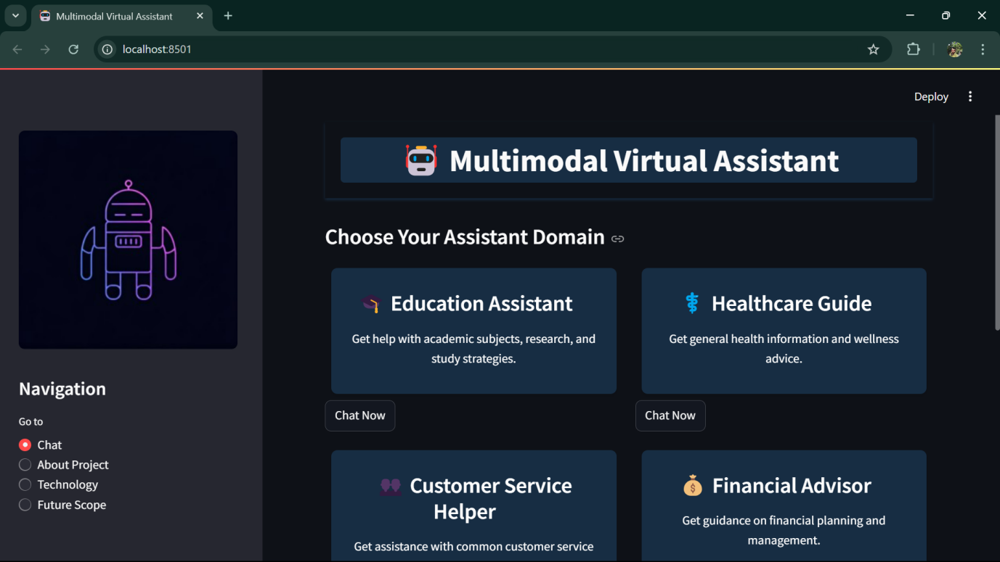 Multimodal Virtual Assistant
localhost:8501
Deploy
Multimodal Virtual Assistant
Choose Your Assistant Domain
Education Assistant
Get help with academic subjects, research, and
study strategies.
Chat Now
Healthcare Guide
Get general health information and wellness
advice.
Chat Now
Customer Service
Helper
Get assistance with common customer service
Financial Advisor
Get guidance on financial planning and
management.
Navigation
Go to
Chat
About Project
Technology
Future Scope